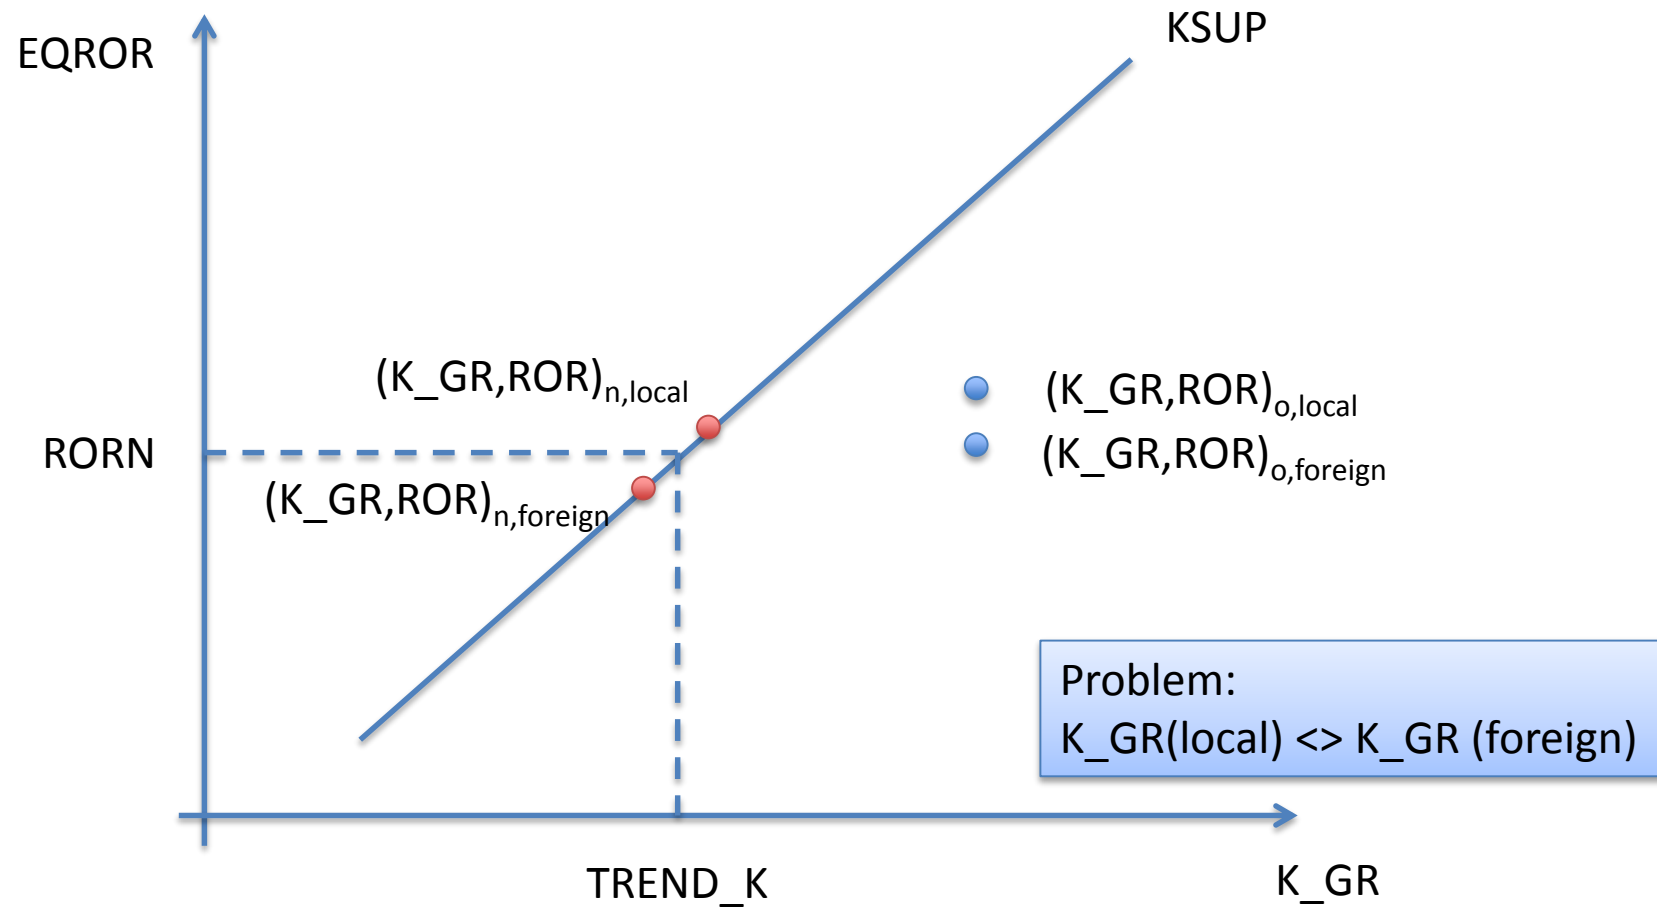 KSUP
EQROR
(K_GR,ROR)n,local
(K_GR,ROR)o,local
RORN
(K_GR,ROR)o,foreign
(K_GR,ROR)n,foreign
Problem:
K_GR(local) <> K_GR (foreign)
TREND_K
K_GR